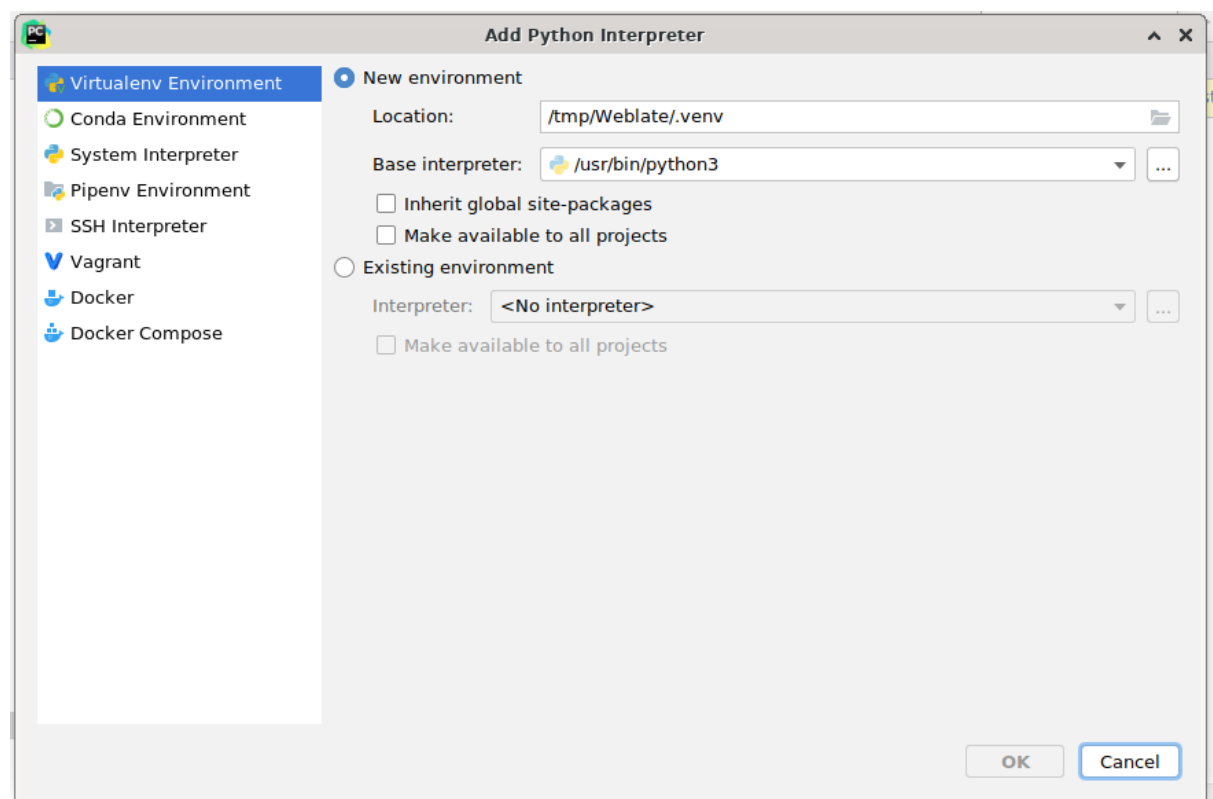 PC
Add Python Interpreter
Virtualenv Environment
Conda Environment
System Interpreter
Pipenv Environment
SSH Interpreter
Vagrant
Docker
Docker Compose
New environment
Location: /tmp/Weblate/.venv
Base interpreter: /usr/bin/python3 ...
Inherit global site-packages
Make available to all projects
Existing environment
Interpreter: <No interpreter> ...
Make available to all projects
OK Cancel